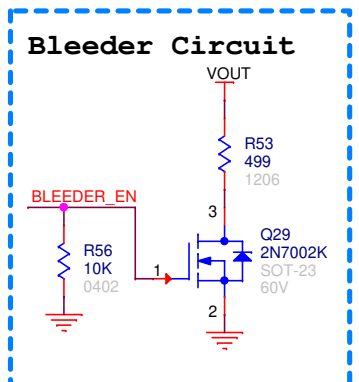 Bleeder Circuit
VOUT
R53
499
1206
BLEEDER_EN
3
Q29
2N7002K
SOT-23
60V
1
R56
10K
0402
2